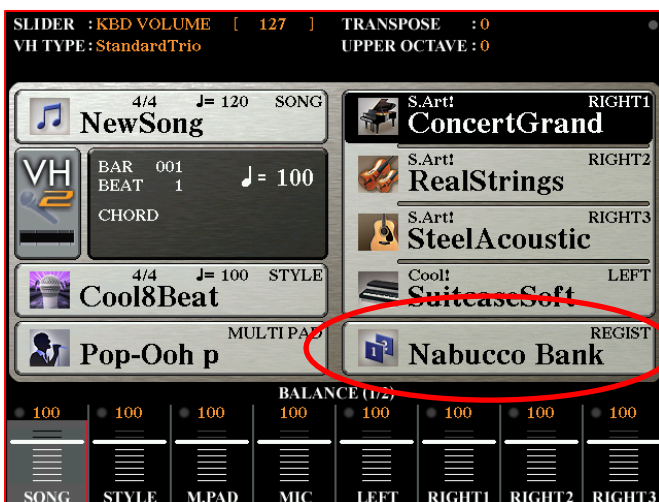 SLIDER : KBD VOLUME [ 127 ] TRANSPOSE : 0
VH TYPE : StandardTrio UPPER OCTAVE : 0
4/4 ♩= 120 SONG
NewSong
S.Art! RIGHT1
ConcertGrand
VH
2
BAR 001
BEAT 1
♩ = 100
CHORD
S.Art! RIGHT2
RealStrings
S.Art! RIGHT3
SteelAcoustic
4/4 ♩= 100 STYLE
Cool8Beat
Cool! LEFT
SuitcaseSoft
MULTI PAD
Pop-Ooh p
1 2
REGIST
Nabucco Bank
BALANCE (1/2)
100 100 100 100 100 100 100 100
SONG STYLE M.PAD MIC LEFT RIGHT1 RIGHT2 RIGHT3